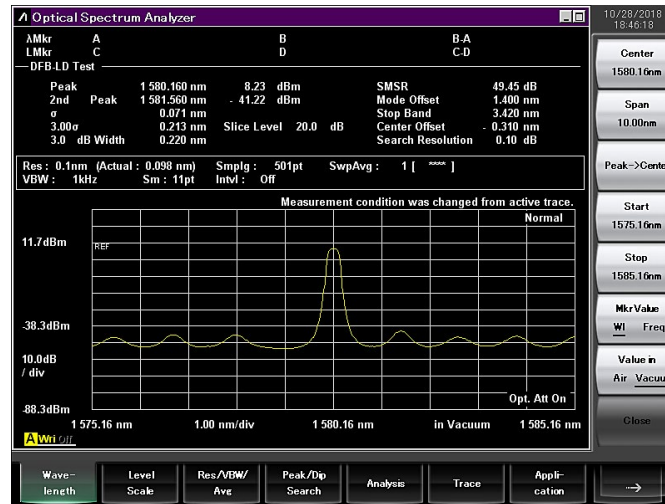 Optical Spectrum Analyzer
10/28/2018
18:46:18
λMkr A B B-A
LMkr C D C-D
DFB-LD Test
Peak 1 580.160 nm 8.23 dBm SMSR 49.45 dB
2nd Peak 1 581.560 nm - 41.22 dBm Mode Offset 1.400 nm
σ 0.071 nm Stop Band 3.420 nm
3.00σ 0.213 nm Slice Level 20.0 dB Center Offset - 0.310 nm
3.0 dB Width 0.220 nm Search Resolution 0.10 dB
Res : 0.1nm (Actual : 0.098 nm) Smplg : 501pt SwpAvg : 1 [ **** ]
VBW : 1kHz Sm : 11pt Intvl : Off
Measurement condition was changed from active trace.
Normal
11.7dBm
REF
-38.3dBm
10.0dB
/ div
Opt. Att On
-88.3dBm
1 575.16 nm 1.00 nm/div 1 580.16 nm in Vacuum 1 585.16 nm
A Wri Off
Center
1580.16nm
Span
10.00nm
Peak->Cente
Start
1575.16nm
Stop
1585.16nm
MkrValue
Wl Freq
Value in
Air Vacuu
Close
Wave-
length
Level
Scale
Res/VBW/
Avg
Peak/Dip
Search
Analysis
Trace
Appli-
cation